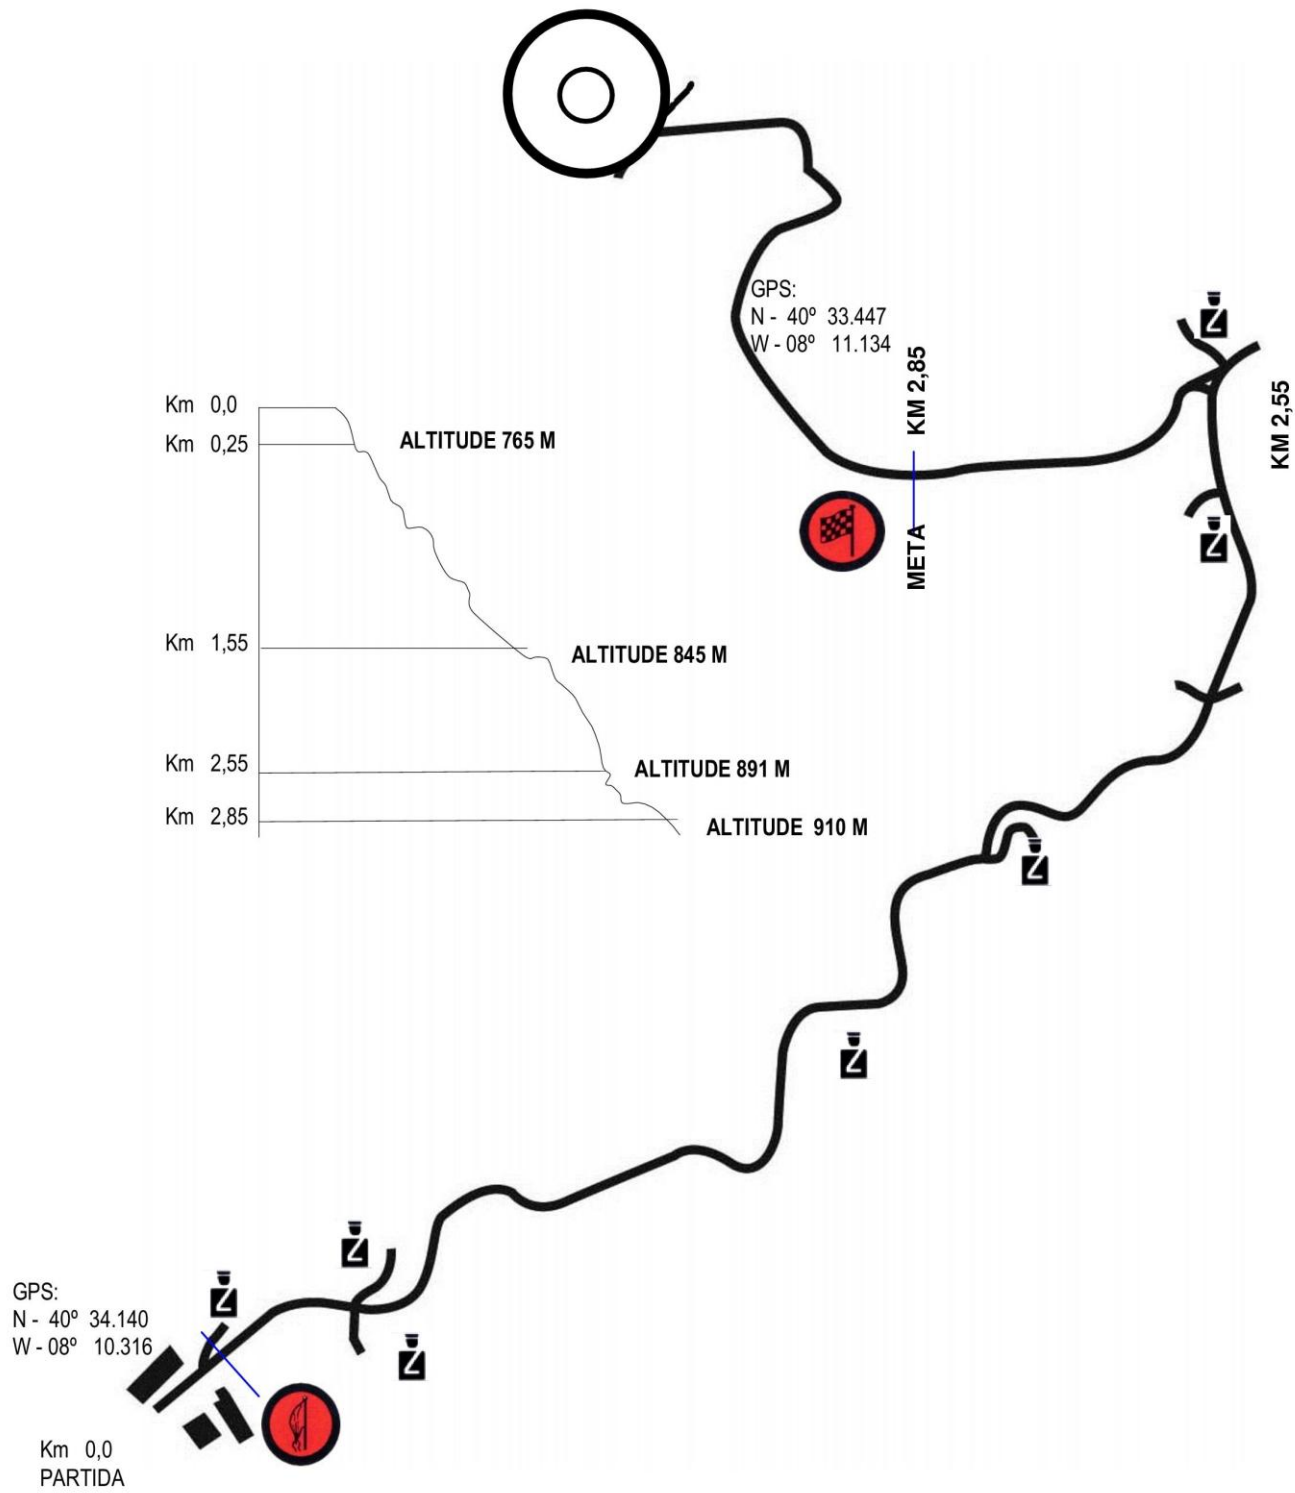 GPS:
N - 40º 33.447
W - 08º 11.134
KM 2,85
META
KM 2,55
Km 0,0
Km 0,25
ALTITUDE 765 M
Km 1,55
ALTITUDE 845 M
Km 2,55
ALTITUDE 891 M
Km 2,85
ALTITUDE 910 M
GPS:
N - 40º 34.140
W - 08º 10.316
Km 0,0
PARTIDA